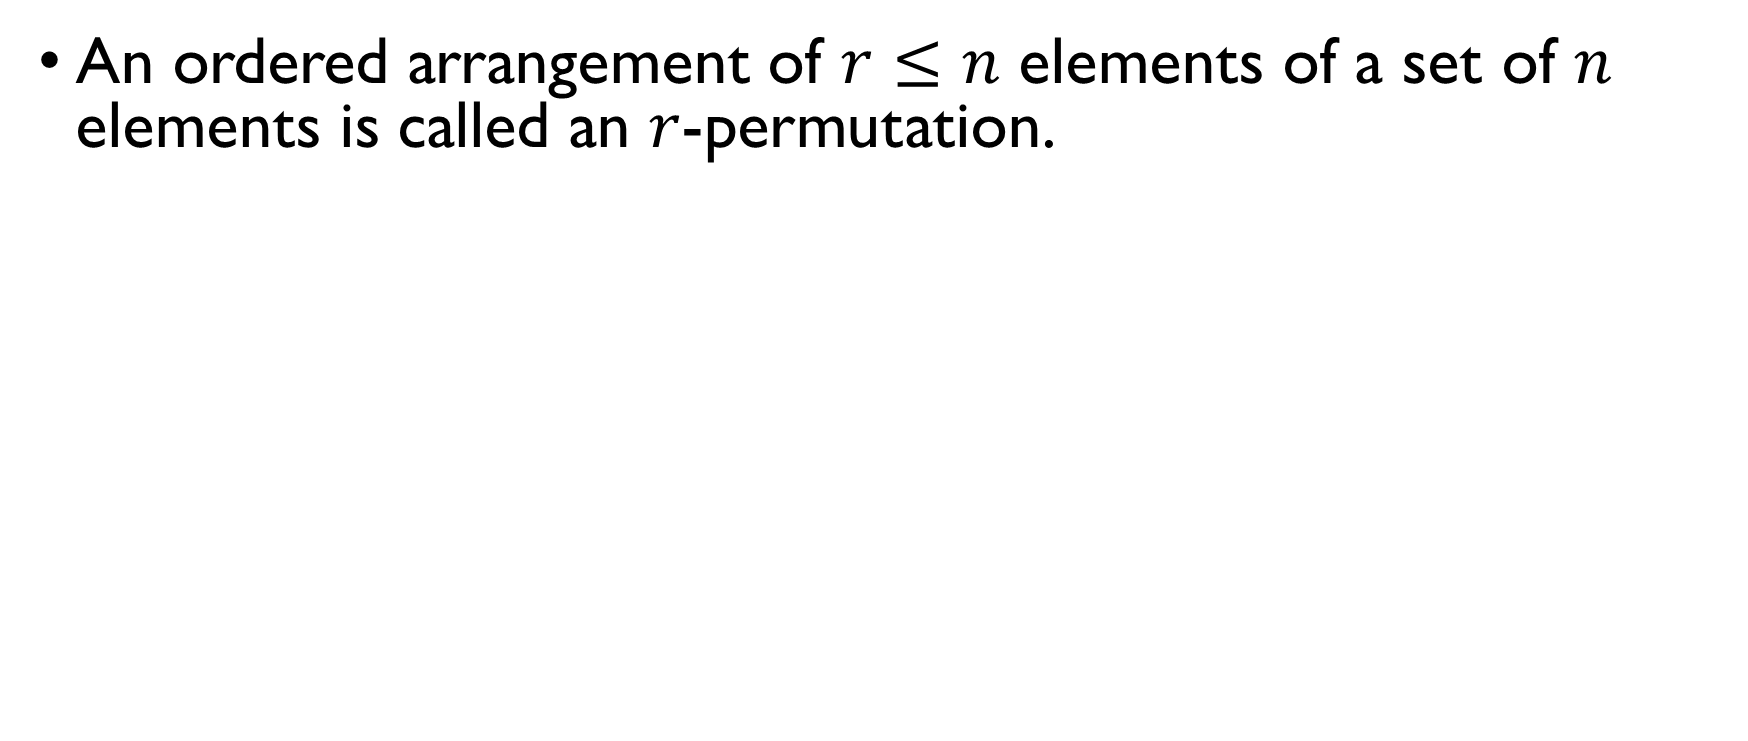 • An ordered arrangement of 𝑟 ≤ 𝑛 elements of a set of 𝑛
elements is called an 𝑟-permutation.